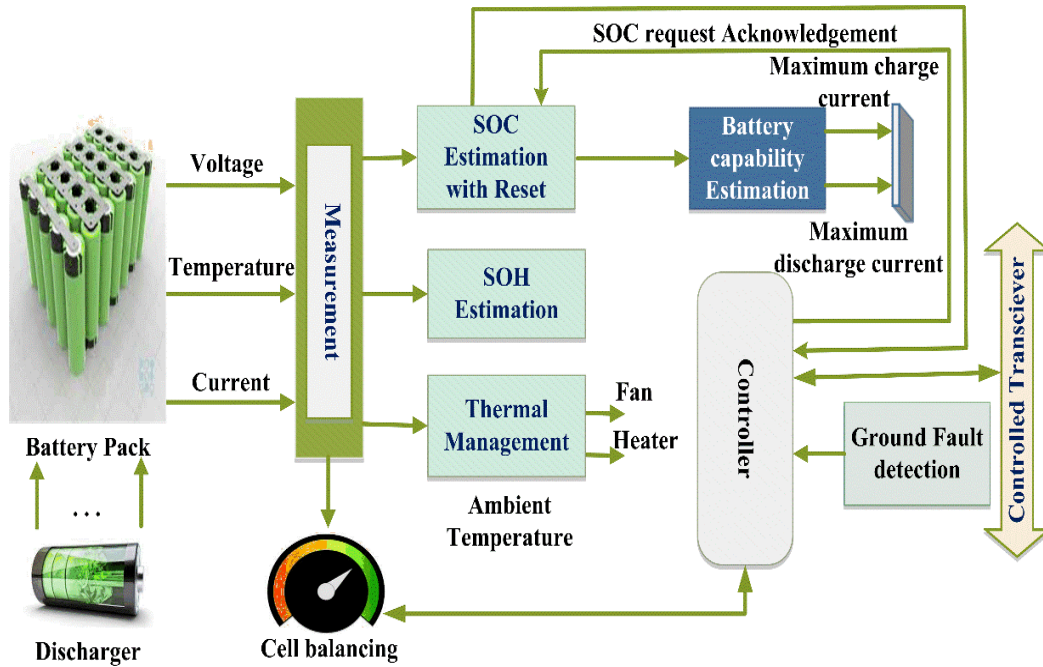 SOC request Acknowledgement
Maximum charge
current
SOC
Estimation
with Reset
Battery
capability
Estimation
Voltage
Measurement
Maximum
discharge current
Temperature
SOH
Estimation
Controlled Transciever
Controller
Current
Thermal
Management
Fan
Heater
Ground Fault
detection
Battery Pack
...
Ambient
Temperature
Discharger
Cell balancing